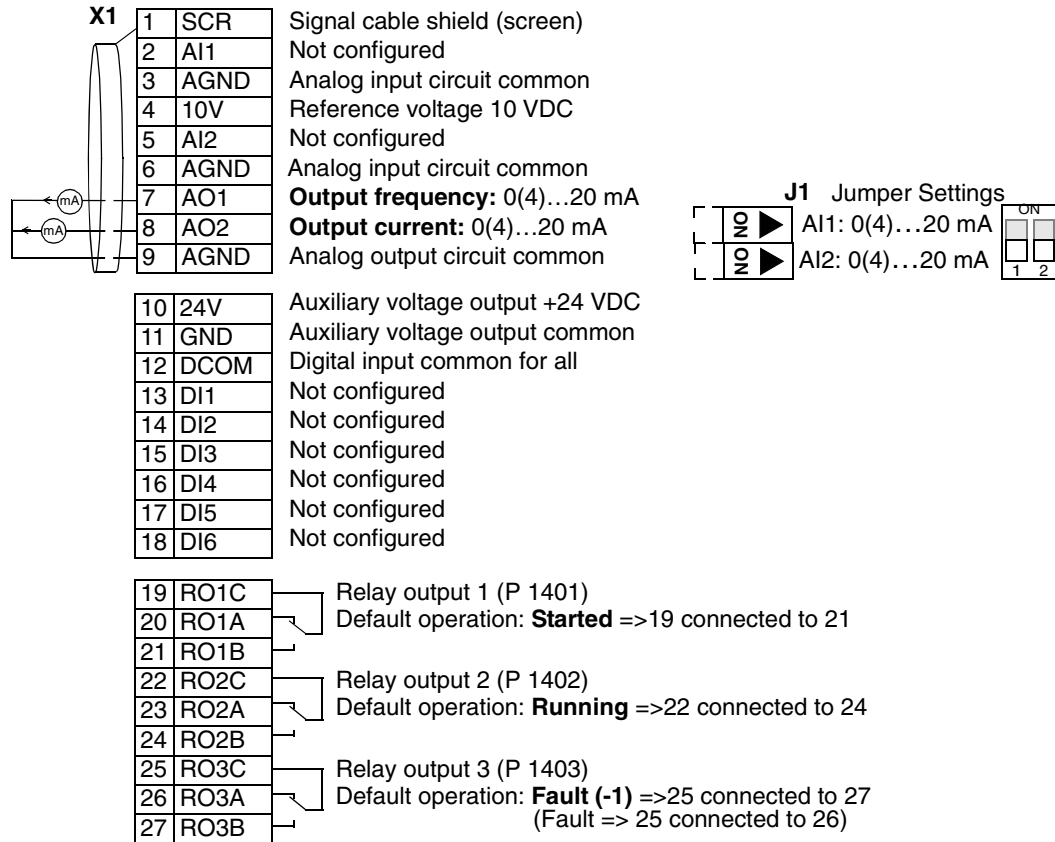 X1
1 SCR Signal cable shield (screen)
2 AI1 Not configured
3 AGND Analog input circuit common
4 10V Reference voltage 10 VDC
5 AI2 Not configured
6 AGND Analog input circuit common
7 AO1 Output frequency: 0(4)…20 mA
8 AO2 Output current: 0(4)…20 mA
9 AGND Analog output circuit common
mA
mA
J1 Jumper Settings
ON AI1: 0(4)…20 mA
ON AI2: 0(4)…20 mA
ON
1 2
10 24V Auxiliary voltage output +24 VDC
11 GND Auxiliary voltage output common
12 DCOM Digital input common for all
13 DI1 Not configured
14 DI2 Not configured
15 DI3 Not configured
16 DI4 Not configured
17 DI5 Not configured
18 DI6 Not configured
19 RO1C Relay output 1 (P 1401)
20 RO1A Default operation: Started =>19 connected to 21
21 RO1B
22 RO2C Relay output 2 (P 1402)
23 RO2A Default operation: Running =>22 connected to 24
24 RO2B
25 RO3C Relay output 3 (P 1403)
26 RO3A Default operation: Fault (-1) =>25 connected to 27
27 RO3B (Fault => 25 connected to 26)